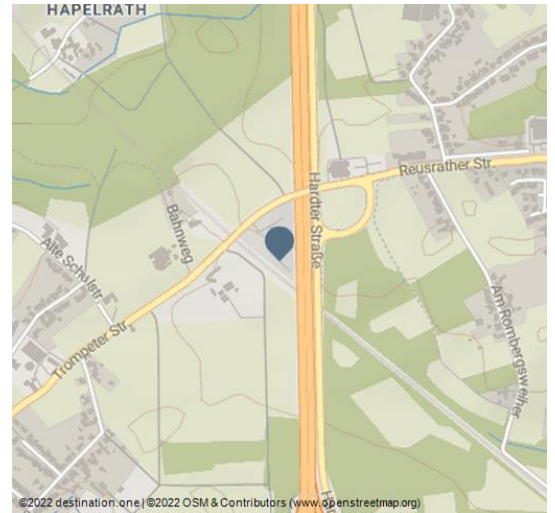 HAPELRATH
Reusrather Str.
Hardter Straße
Bahnweg
Alte Schulstr.
Trompeter Str.
Am Rombergsweiher
©2022 destination.one | ©2022 OSM & Contributors (www.openstreetmap.org)